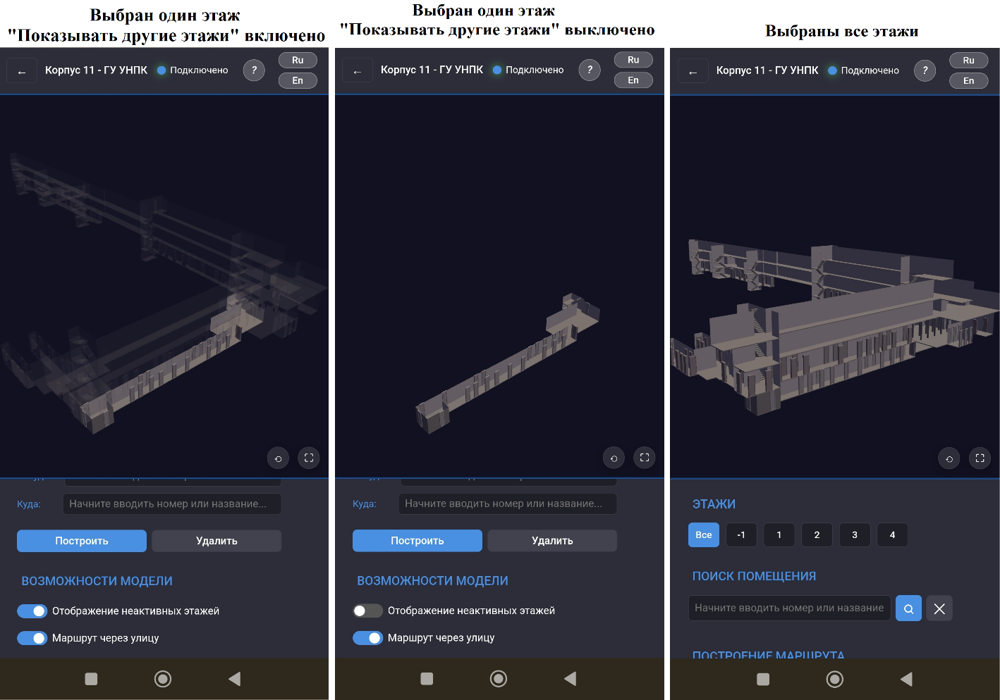 Выбран один этаж
"Показывать другие этажи" включено
← Корпус 11 - ГУ УНПК Подключено ? Ru
En
Куда: Начните вводить номер или название...
Построить Удалить
ВОЗМОЖНОСТИ МОДЕЛИ
Отображение неактивных этажей
Маршрут через улицу
Выбран один этаж
"Показывать другие этажи" выключено
← Корпус 11 - ГУ УНПК Подключено ? Ru
En
Куда: Начните вводить номер или название...
Построить Удалить
ВОЗМОЖНОСТИ МОДЕЛИ
Отображение неактивных этажей
Маршрут через улицу
Выбраны все этажи
← Корпус 11 - ГУ УНПК Подключено ? Ru
En
ЭТАЖИ
Все -1 1 2 3 4
ПОИСК ПОМЕЩЕНИЯ
Начните вводить номер или название
ПОСТРОЕНИЕ МАРШРУТА